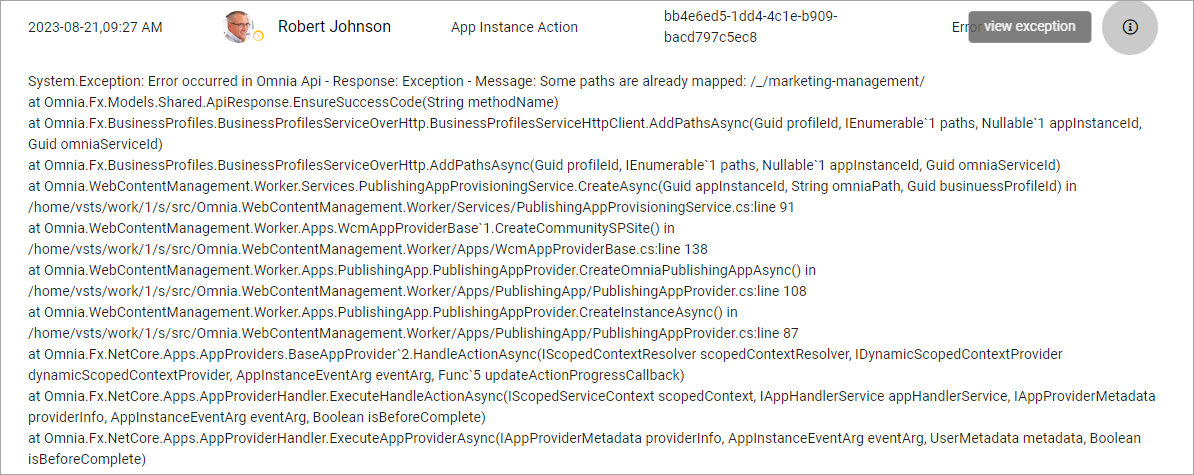 2023-08-21,09:27 AM Robert Johnson App Instance Action bb4e6ed5-1dd4-4c1e-b909- Error view exception
bacd797c5ec8
System.Exception: Error occurred in Omnia Api - Response: Exception - Message: Some paths are already mapped: /_/marketing-management/
at Omnia.Fx.Models.Shared.ApiResponse.EnsureSuccessCode(String methodName)
at Omnia.Fx.BusinessProfiles.BusinessProfilesServiceOverHttp.BusinessProfilesServiceHttpClient.AddPathsAsync(Guid profileId, IEnumerable`1 paths, Nullable`1 appInstanceId,
Guid omniaServiceId)
at Omnia.Fx.BusinessProfiles.BusinessProfilesServiceOverHttp.AddPathsAsync(Guid profileId, IEnumerable`1 paths, Nullable`1 appInstanceId, Guid omniaServiceId)
at Omnia.WebContentManagement.Worker.Services.PublishingAppProvisioningService.CreateAsync(Guid appInstanceId, String omniaPath, Guid businuessProfileId) in
/home/vsts/work/1/s/src/Omnia.WebContentManagement.Worker/Services/PublishingAppProvisioningService.cs:line 91
at Omnia.WebContentManagement.Worker.Apps.WcmAppProviderBase`1.CreateCommunitySPSite() in
/home/vsts/work/1/s/src/Omnia.WebContentManagement.Worker/Apps/WcmAppProviderBase.cs:line 138
at Omnia.WebContentManagement.Worker.Apps.PublishingApp.PublishingAppProvider.CreateOmniaPublishingAppAsync() in
/home/vsts/work/1/s/src/Omnia.WebContentManagement.Worker/Apps/PublishingApp/PublishingAppProvider.cs:line 108
at Omnia.WebContentManagement.Worker.Apps.PublishingApp.PublishingAppProvider.CreateInstanceAsync() in
/home/vsts/work/1/s/src/Omnia.WebContentManagement.Worker/Apps/PublishingApp/PublishingAppProvider.cs:line 87
at Omnia.Fx.NetCore.Apps.AppProviders.BaseAppProvider`2.HandleActionAsync(IScopedContextResolver scopedContextResolver, IDynamicScopedContextProvider
dynamicScopedContextProvider, AppInstanceEventArg eventArg, Func`5 updateActionProgressCallback)
at Omnia.Fx.NetCore.Apps.AppProviderHandler.ExecuteHandleActionAsync(IScopedServiceContext scopedContext, IAppHandlerService appHandlerService, IAppProviderMetadata
providerInfo, AppInstanceEventArg eventArg, Boolean isBeforeComplete)
at Omnia.Fx.NetCore.Apps.AppProviderHandler.ExecuteAppProviderAsync(IAppProviderMetadata providerInfo, AppInstanceEventArg eventArg, UserMetadata metadata, Boolean
isBeforeComplete)